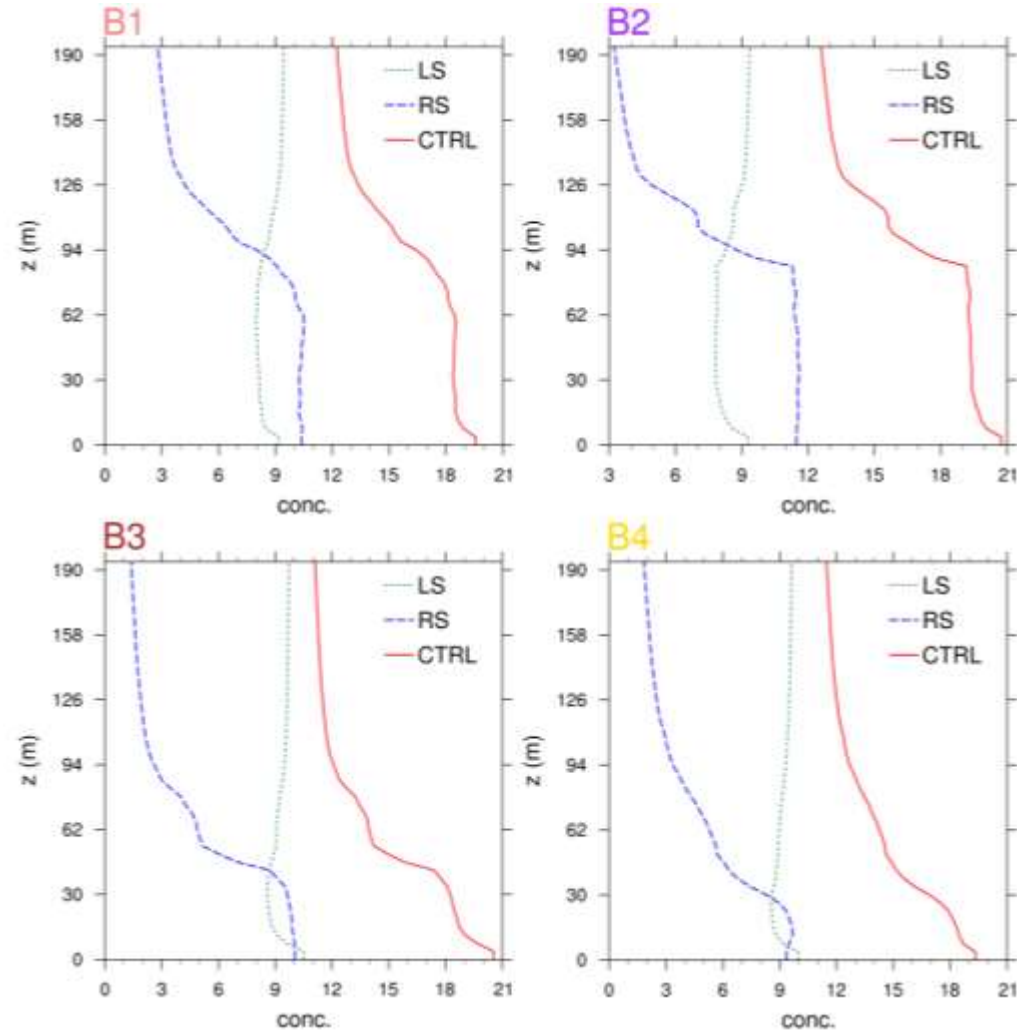 B1
LS
RS
CTRL
190
158
126
94
62
30
0
z (m)
0 3 6 9 12 15 18 21
conc.
B2
LS
RS
CTRL
190
158
126
94
62
30
0
z (m)
3 6 9 12 15 18 21
conc.
B3
LS
RS
CTRL
190
158
126
94
62
30
0
z (m)
0 3 6 9 12 15 18 21
conc.
B4
LS
RS
CTRL
190
158
126
94
62
30
0
z (m)
0 3 6 9 12 15 18 21
conc.